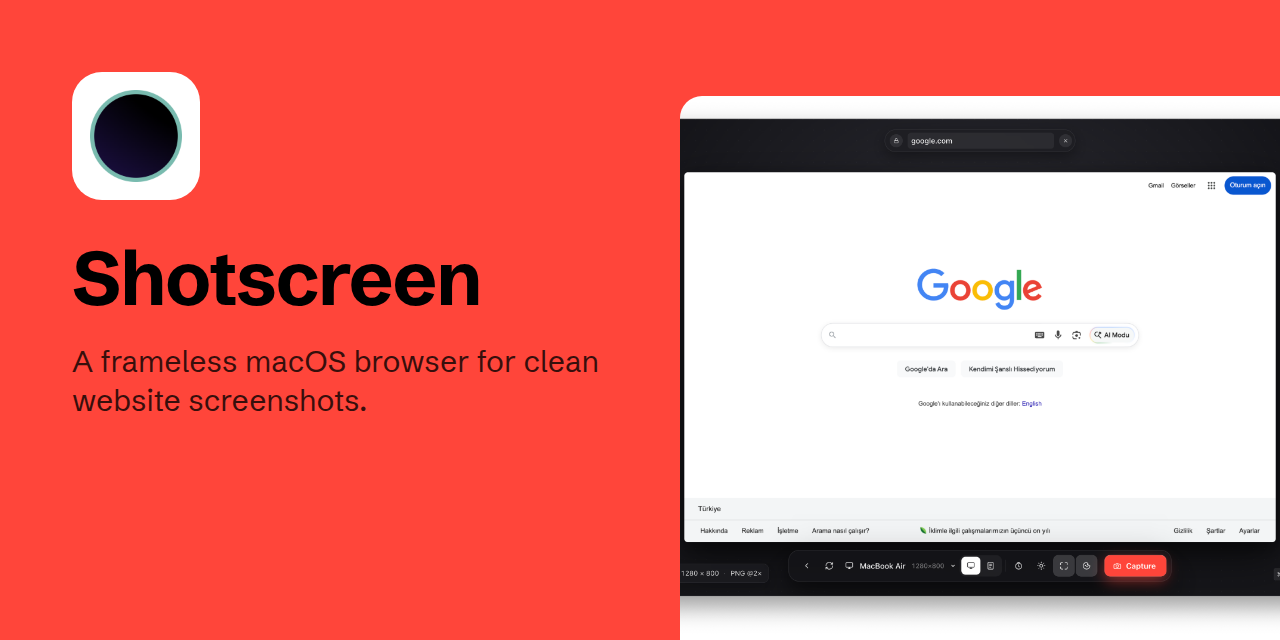 Shotscreen
A frameless macOS browser for clean
website screenshots.
google.com
Gmail Görseller Oturum açın
Google
AI Modu
Google'da Ara Kendimi Şanslı Hissediyorum
Google'ı kullanabileceğiniz diğer diller: English
Türkiye
Hakkında Reklam İşletme Arama nasıl çalışır? İklimle ilgili çalışmalarımızın üçüncü on yılı Gizlilik Şartlar Ayarlar
MacBook Air 1280×800 Capture
1280 × 800 · PNG @2×